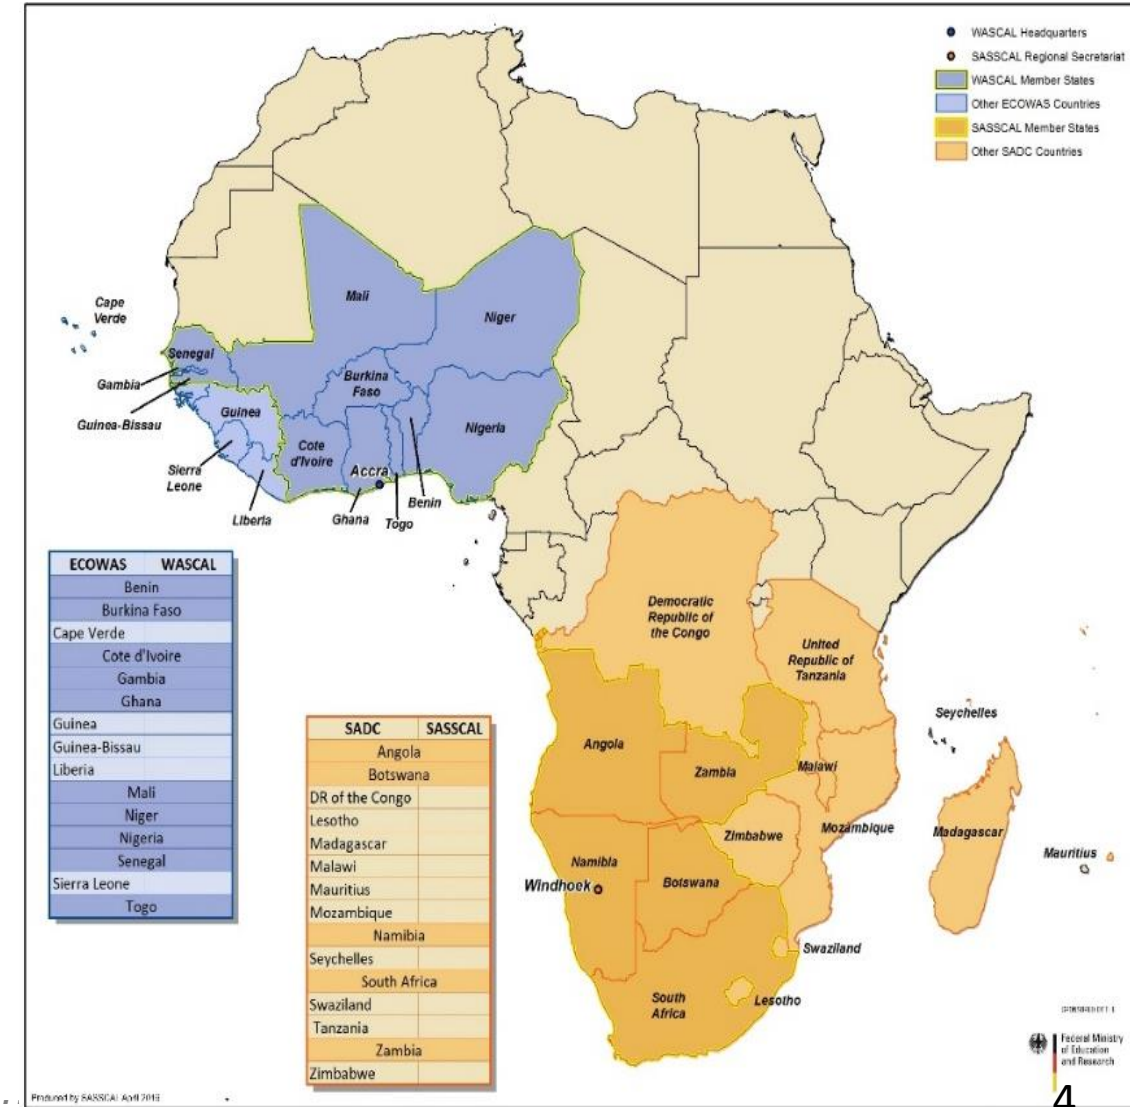 WASCAL Headquarters
SASSCAL Regional Secretariat
WASCAL Member States
Other ECOWAS Countries
SASSCAL Member States
Other SADC Countries
Cape
Verde
Mali
Niger
Senegal
Gambia
Guinea-Bissau
Burkina
Faso
Guinea
Nigeria
Cote
d'Ivoire
Sierra
Leone
Accra
Benin
Liberia
Ghana
Togo
ECOWAS WASCAL
Benin
Burkina Faso
Cape Verde
Cote d'Ivoire
Gambia
Ghana
Guinea
Guinea-Bissau
Liberia
Mali
Niger
Nigeria
Senegal
Sierra Leone
Togo
Democratic
Republic of
the Congo
United
Republic of
Tanzania
Seychelles
Angola
Zambia
Malawi
Mozambique
Zimbabwe
Madagascar
Mauritius
Namibia
Windhoek
Botswana
Swaziland
South
Africa
Lesotho
SADC SASSCAL
Angola
Botswana
DR of the Congo
Lesotho
Madagascar
Malawi
Mauritius
Mozambique
Namibia
Seychelles
South Africa
Swaziland
Tanzania
Zambia
Zimbabwe
Federal Ministry
of Education
and Research
4
Produced by SASSCAL April